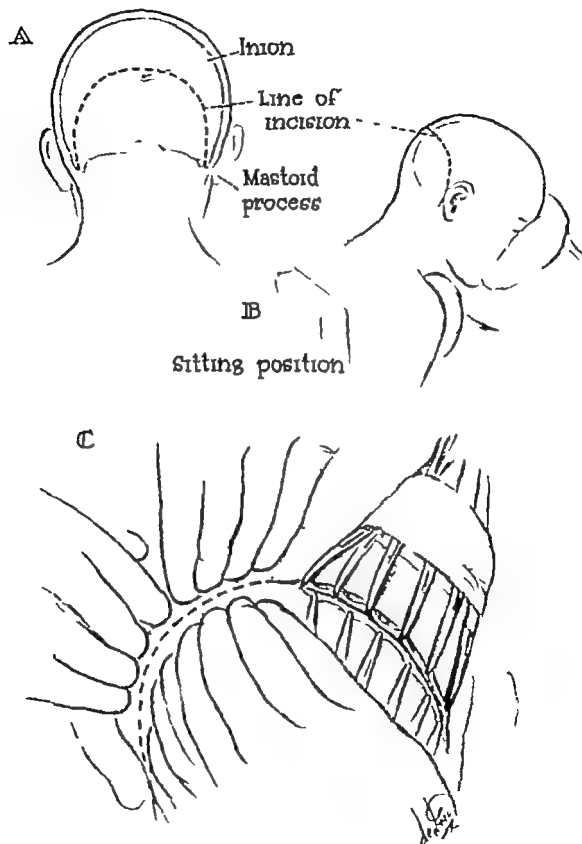 A
Inion
Line of
incision
Mastoid
process
B
Sitting position
C